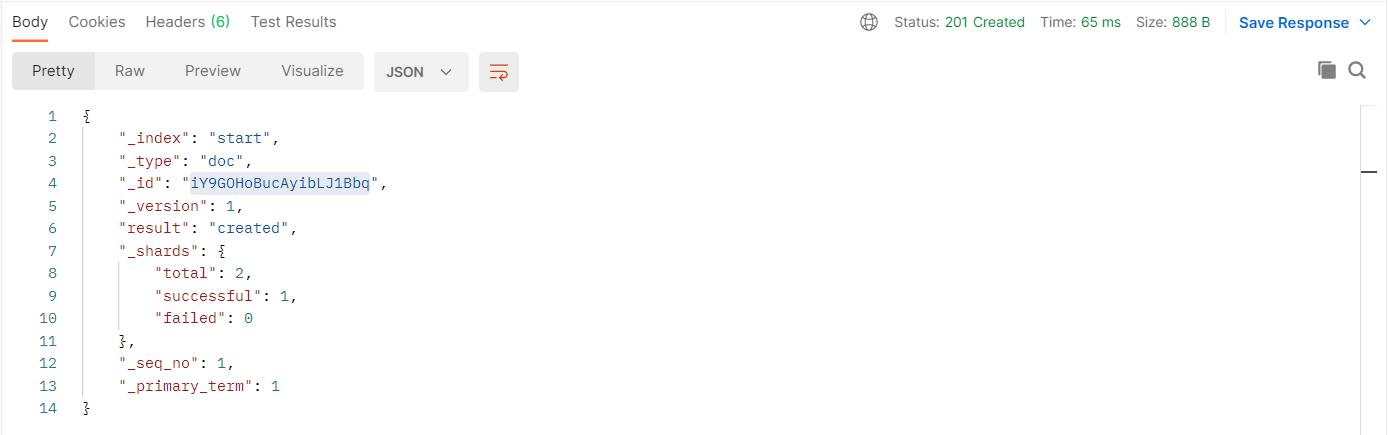 Body Cookies Headers (6) Test Results Status: 201 Created Time: 65 ms Size: 888 B Save Response
Pretty Raw Preview Visualize JSON
1 {
2 "_index": "start",
3 "_type": "doc",
4 "_id": "iY9GOHoBucAyibLJ1Bbq",
5 "_version": 1,
6 "result": "created",
7 "_shards": {
8 "total": 2,
9 "successful": 1,
10 "failed": 0
11 },
12 "_seq_no": 1,
13 "_primary_term": 1
14 }